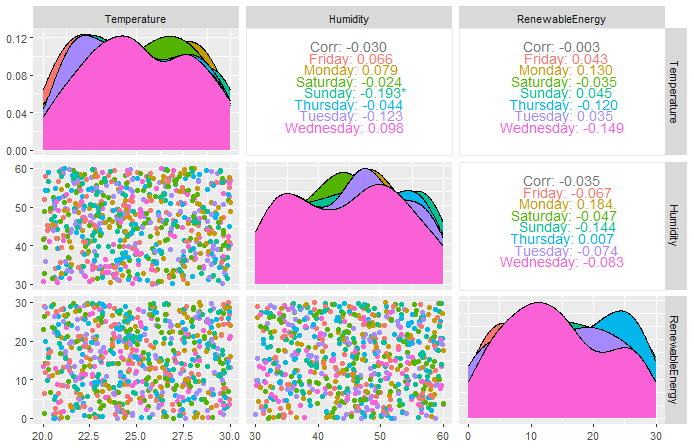 Temperature
Humidity
RenewableEnergy
0.12
0.08
0.04
0.00
Corr: -0.030
Friday: 0.066
Monday: 0.079
Saturday: -0.024
Sunday: -0.193*
Thursday: -0.044
Tuesday: -0.123
Wednesday: 0.098
Corr: -0.003
Friday: 0.043
Monday: 0.130
Saturday: -0.035
Sunday: 0.045
Thursday: -0.120
Tuesday: 0.035
Wednesday: -0.149
Temperature
60
50
40
30
Corr: -0.035
Friday: -0.067
Monday: 0.184
Saturday: -0.047
Sunday: -0.144
Thursday: 0.007
Tuesday: -0.074
Wednesday: -0.083
Humidity
30
20
10
0
RenewableEnergy
20.0 22.5 25.0 27.5 30.0
30 40 50 60
0 10 20 30